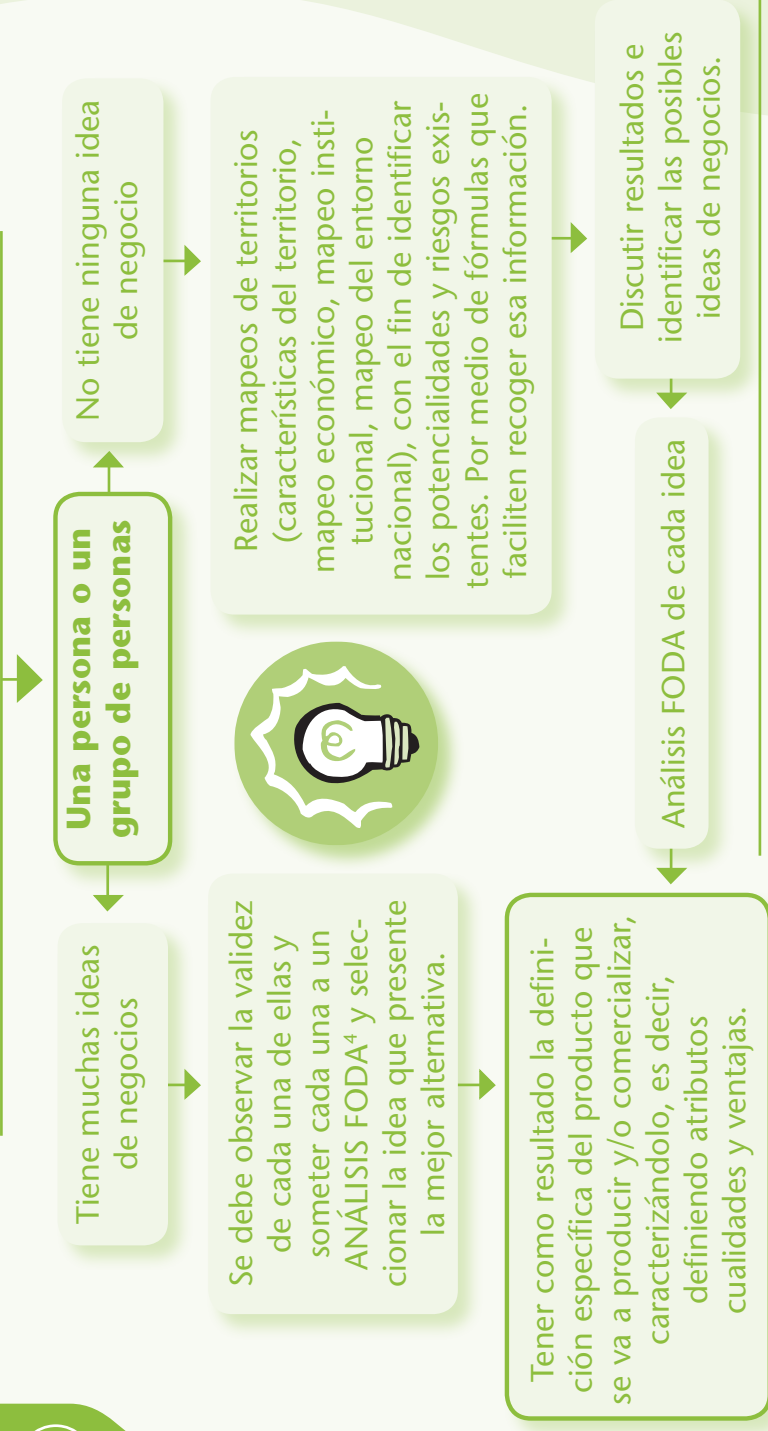 Una persona o un
grupo de personas
Tiene muchas ideas
de negocios
Se debe observar la validez
de cada una de ellas y
someter cada una a un
ANÁLISIS FODA⁴ y selec-
cionar la idea que presente
la mejor alternativa.
No tiene ninguna idea
de negocio
Realizar mapeos de territorios
(características del territorio,
mapeo económico, mapeo insti-
tucional, mapeo del entorno
nacional), con el fin de identificar
los potencialidades y riesgos exis-
tentes. Por medio de fórmulas que
faciliten recoger esa información.
Discutir resultados e
identificar las posibles
ideas de negocios.
Análisis FODA de cada idea
Tener como resultado la defini-
ción específica del producto que
se va a producir y/o comercializar,
caracterizándolo, es decir,
definiendo atributos
cualidades y ventajas.